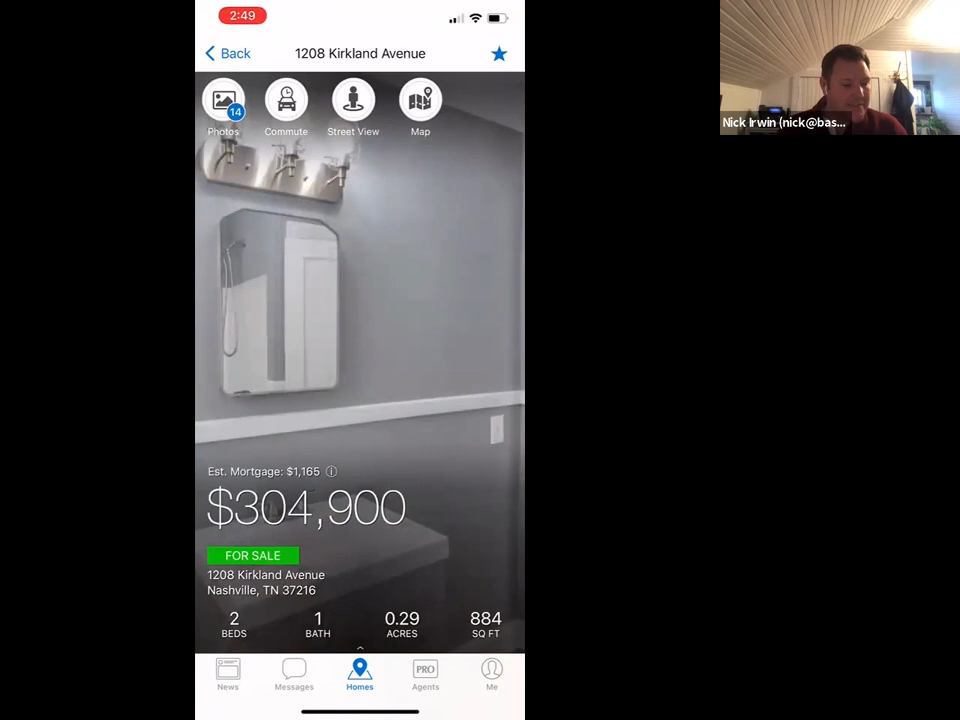 2:49
Back
1208 Kirkland Avenue
14
Photos
Commute
Street View
Map
Nick Irwin (nick@bas...
Est. Mortgage: $1,165
$304,900
FOR SALE
1208 Kirkland Avenue
Nashville, TN 37216
2 1 0.29 884
BEDS BATH ACRES SQ FT
PRO
News Messages Homes Agents Me